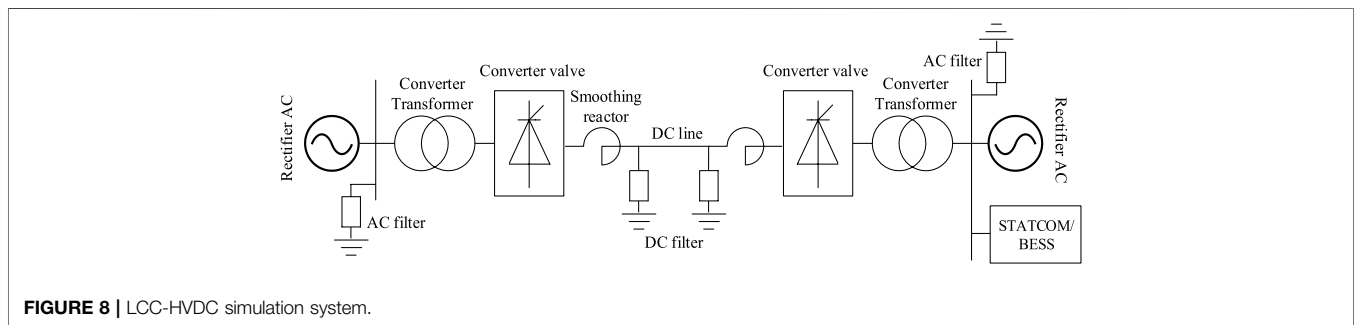 Rectifier AC
AC filter
Converter
Transformer
Converter valve
Smoothing
reactor
DC line
DC filter
Converter valve
Converter
Transformer
AC filter
Rectifier AC
STATCOM/
BESS
FIGURE 8 | LCC-HVDC simulation system.